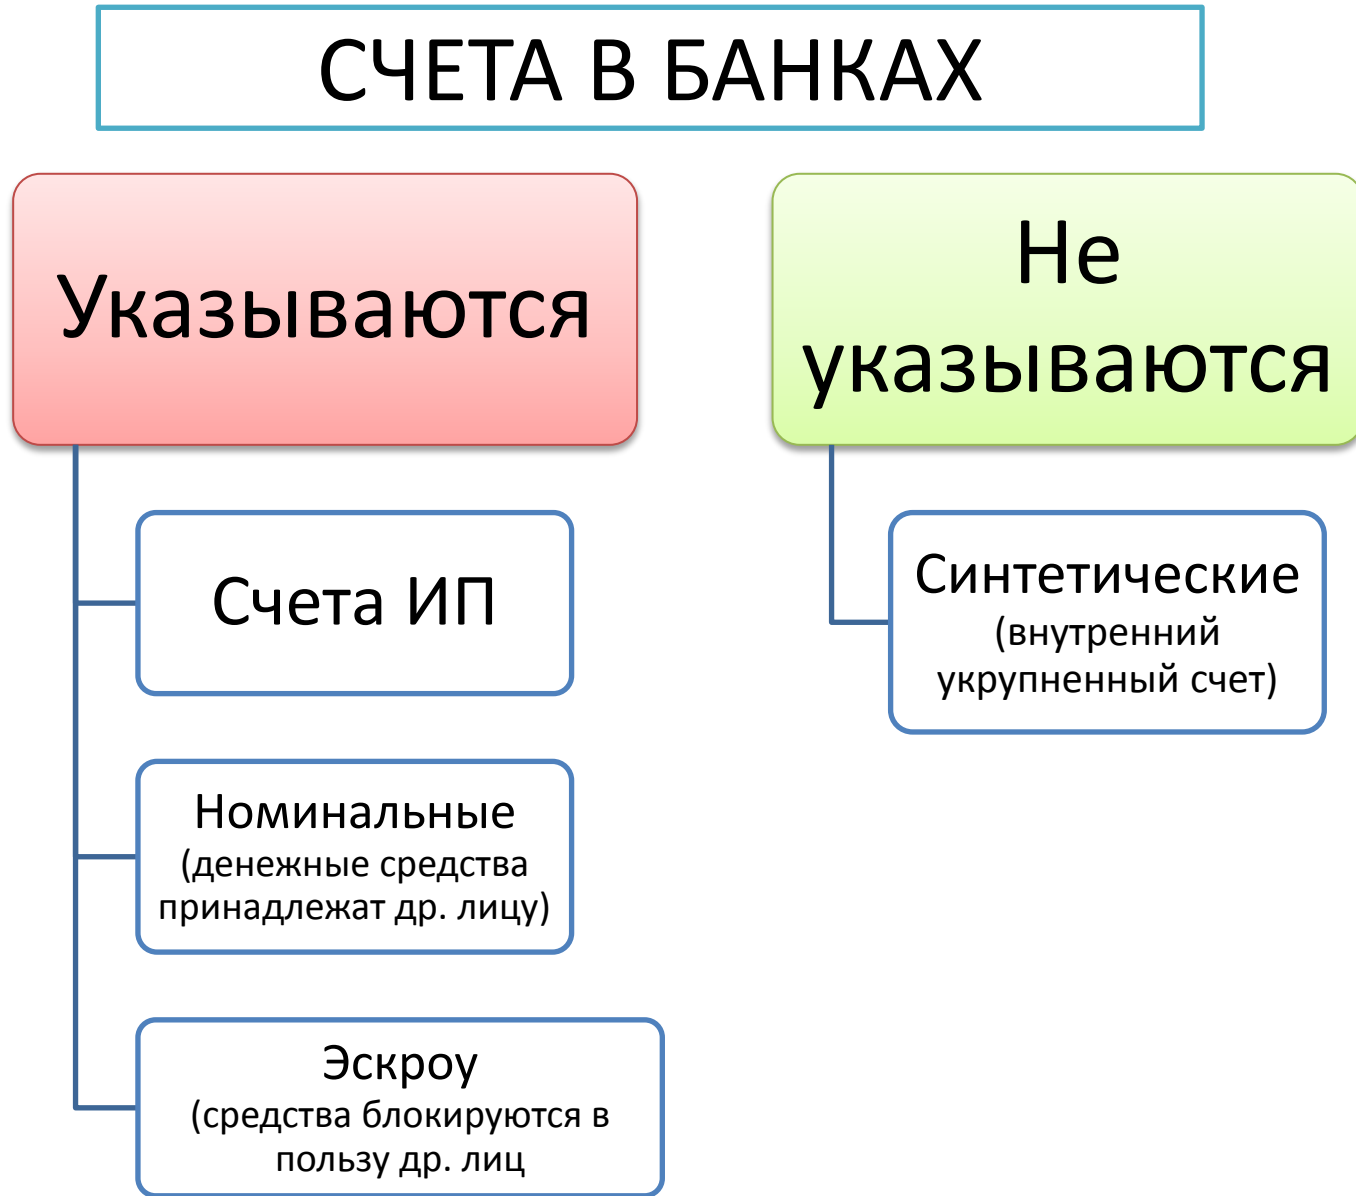 СЧЕТА В БАНКАХ
Указываются
Счета ИП
Номинальные
(денежные средства
принадлежат др. лицу)
Эскроу
(средства блокируются в
пользу др. лиц
Не
указываются
Синтетические
(внутренний
укрупненный счет)